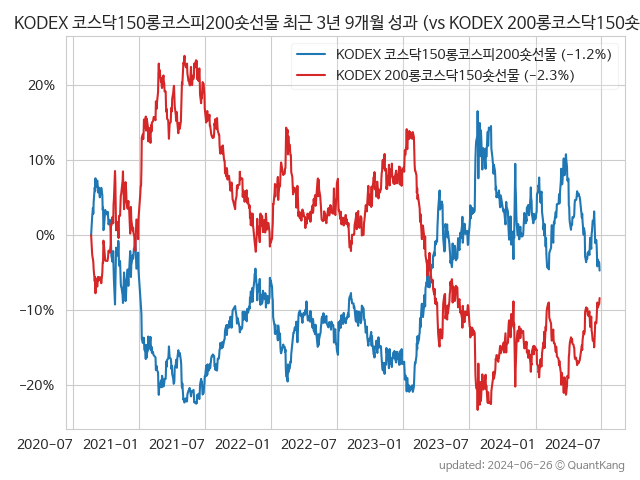 KODEX 코스닥150롱코스피200숏선물 최근 3년 9개월 성과 (vs KODEX 200롱코스닥150숏
KODEX 코스닥150롱코스피200숏선물 (−1.2%)
KODEX 200롱코스닥150숏선물 (−2.3%)
20%
10%
0%
−10%
−20%
2020-07 2021-01 2021-07 2022-01 2022-07 2023-01 2023-07 2024-01 2024-07
updated: 2024-06-26 ⓒ QuantKang